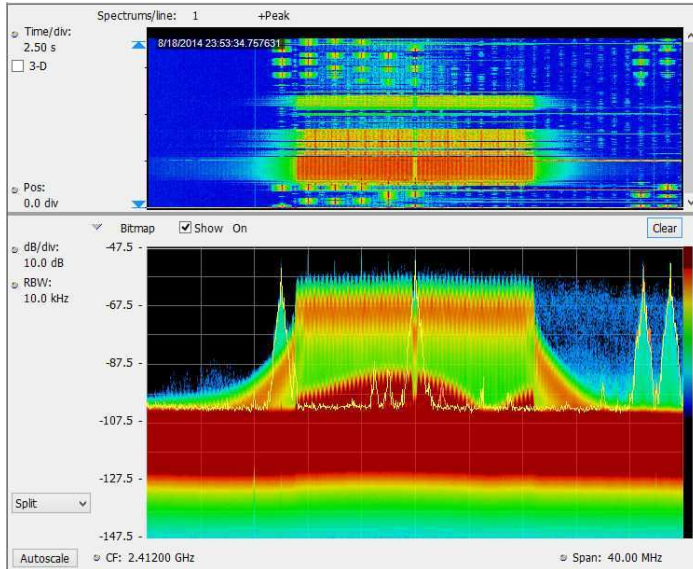 Spectrums/line: 1 +Peak
Time/div:
2.50 s
3-D
8/18/2014 23:53:34.757631
Pos:
0.0 div
Bitmap Show On Clear
dB/div:
10.0 dB
RBW:
10.0 kHz
-47.5
-67.5
-87.5
-107.5
-127.5
-147.5
Split
Autoscale CF: 2.41200 GHz Span: 40.00 MHz